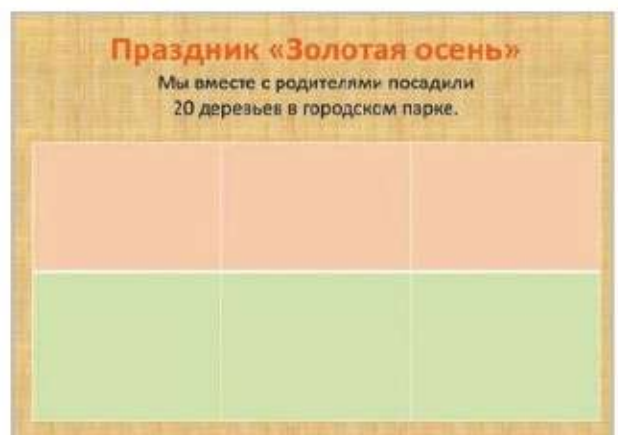 Праздник «Золотая осень»
Мы вместе с родителями посадили
20 деревьев в городском парке.